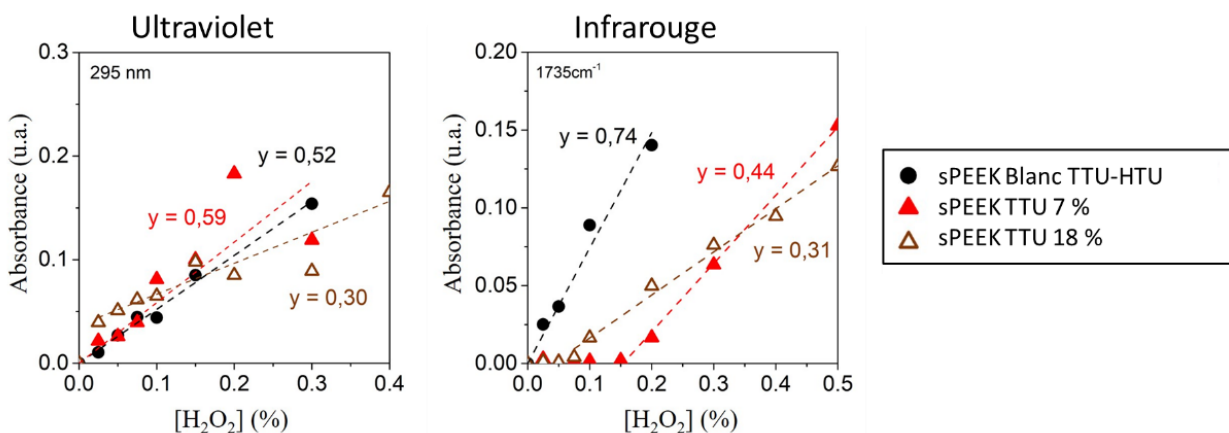 Ultraviolet
0.3
0.2
0.1
0.0
295 nm
y = 0,52
y = 0,59
y = 0,30
Absorbance (u.a.)
0.0 0.1 0.2 0.3 0.4
[H₂O₂] (%)
Infrarouge
0.20
0.15
0.10
0.05
0.00
1735cm⁻¹
y = 0,74
y = 0,44
y = 0,31
Absorbance (u.a.)
0.0 0.1 0.2 0.3 0.4 0.5
[H₂O₂] (%)
sPEEK Blanc TTU-HTU
sPEEK TTU 7 %
sPEEK TTU 18 %